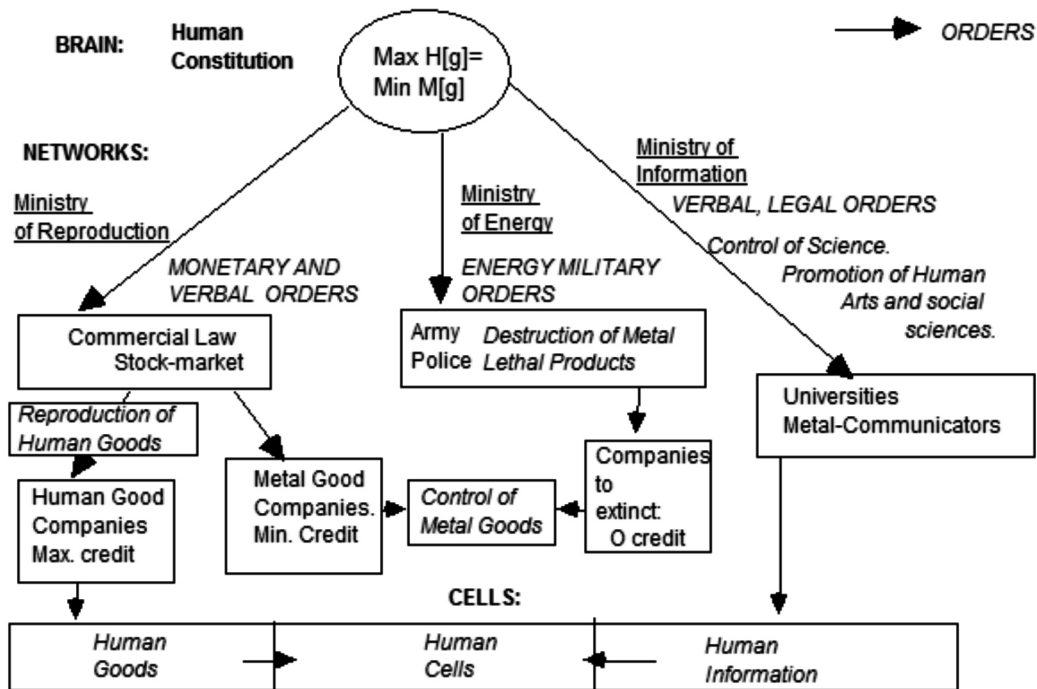 BRAIN:
Human
Constitution
Max H[g]=
Min M[g]
ORDERS
NETWORKS:
Ministry
of Reproduction
MONETARY AND
VERBAL ORDERS
Ministry
of Energy
ENERGY MILITARY
ORDERS
Ministry of
Information
VERBAL, LEGAL ORDERS
Control of Science.
Promotion of Human
Arts and social
sciences.
Commercial Law
Stock-market
Army
Police
Destruction of Metal
Lethal Products
Universities
Metal-Communicators
Reproduction of
Human Goods
Human Good
Companies
Max. credit
Metal Good
Companies.
Min. Credit
Control of
Metal Goods
Companies
to
extinct:
O credit
CELLS:
Human
Goods
Human
Cells
Human
Information